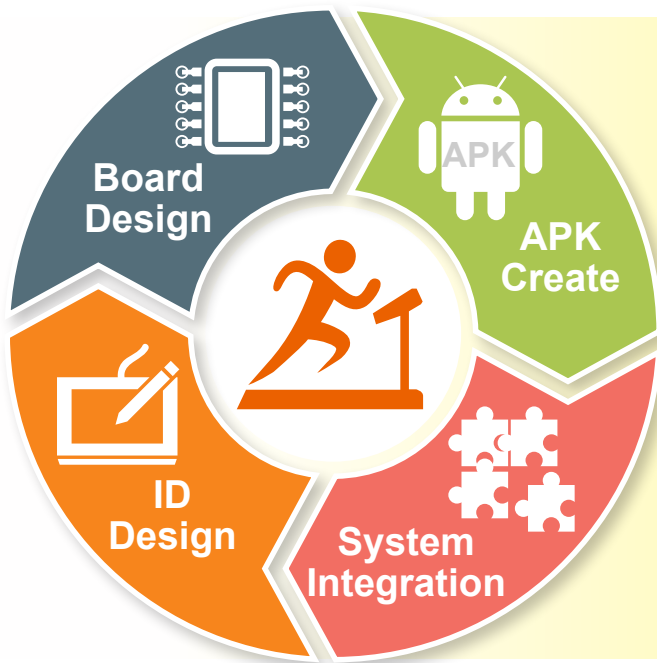 Board
Design
APK
APK
Create
System
Integration
ID
Design